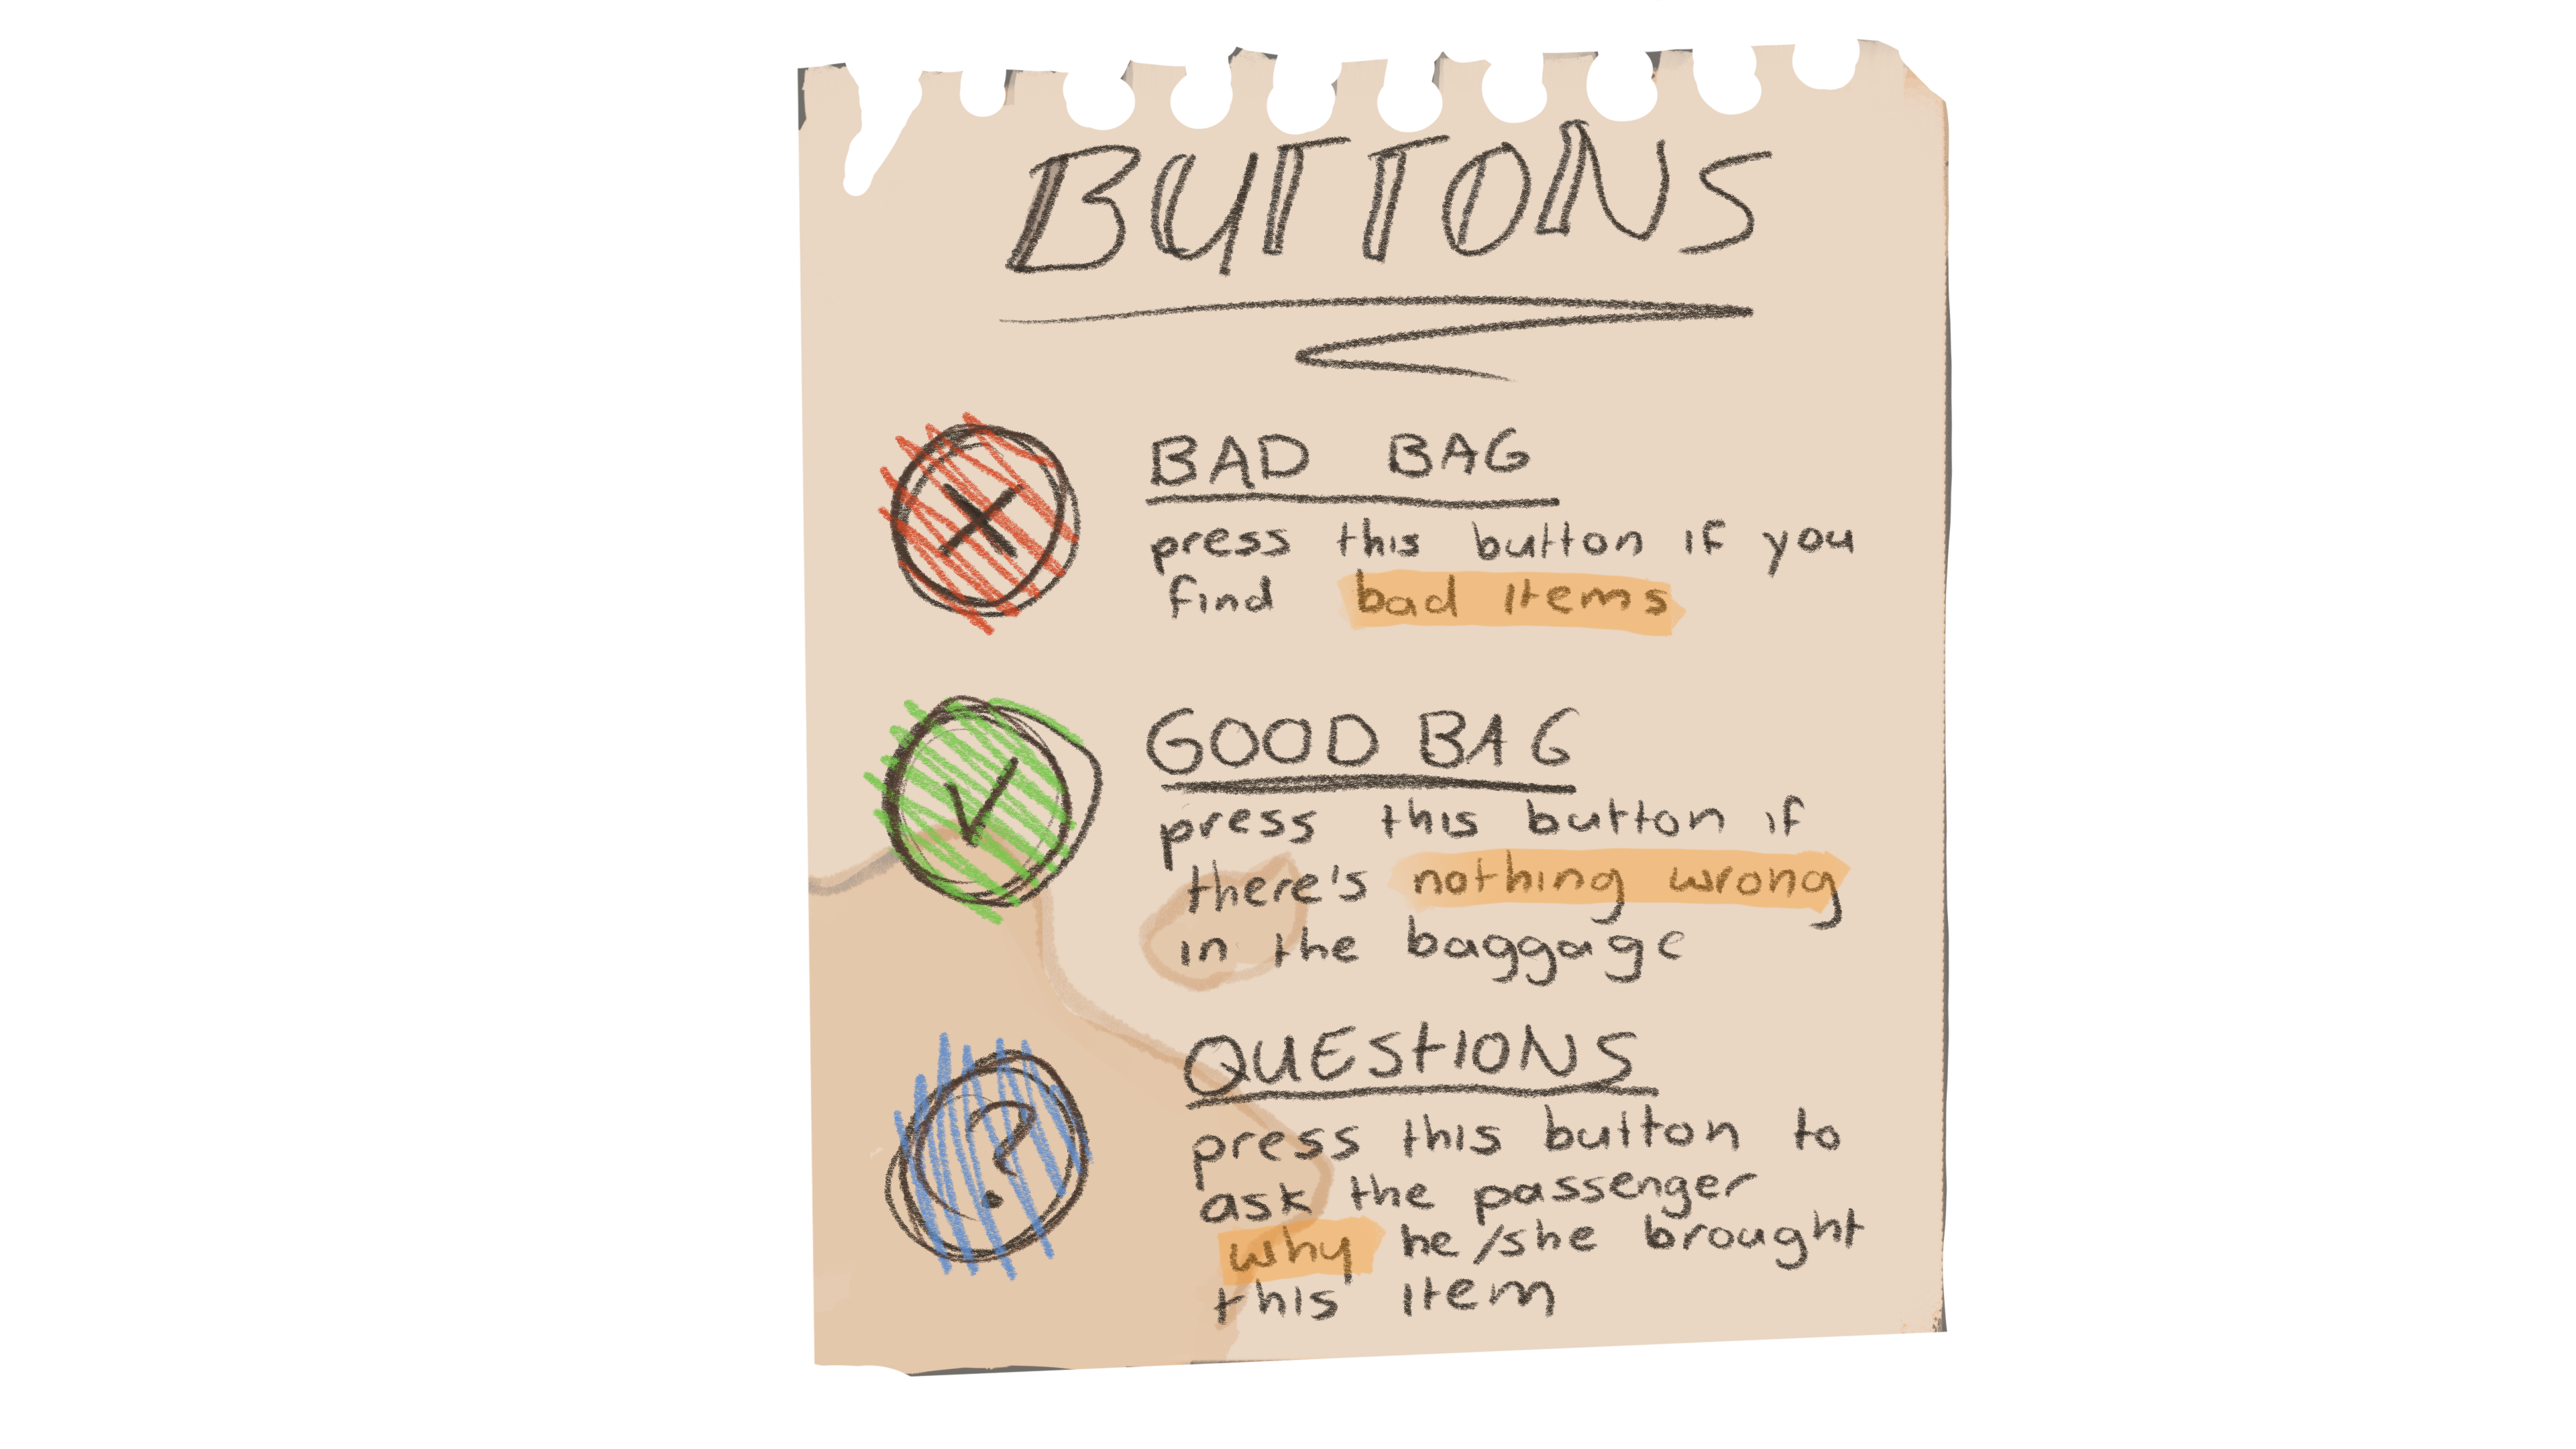 BUTTONS
BAD BAG
press this button if you
find bad items
GOOD BAG
press this button if
there's nothing wrong
in the baggage
QUESTIONS
?
press this button to
ask the passenger
why he/she brought
this item